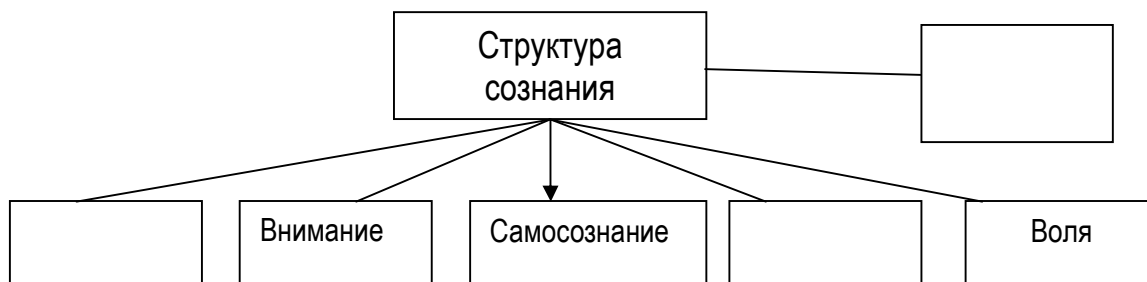 Структура
сознания
Внимание
Самосознание
Воля